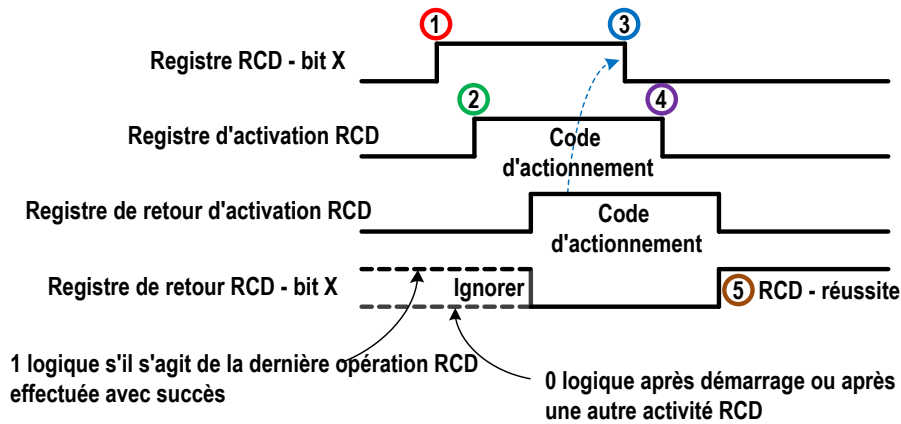 1
3
Registre RCD - bit X
2
4
Registre d'activation RCD
Code
d'actionnement
Registre de retour d'activation RCD
Code
d'actionnement
Registre de retour RCD - bit X
Ignorer
5 RCD - réussite
1 logique s'il s'agit de la dernière opération RCD
effectuée avec succès
0 logique après démarrage ou après
une autre activité RCD